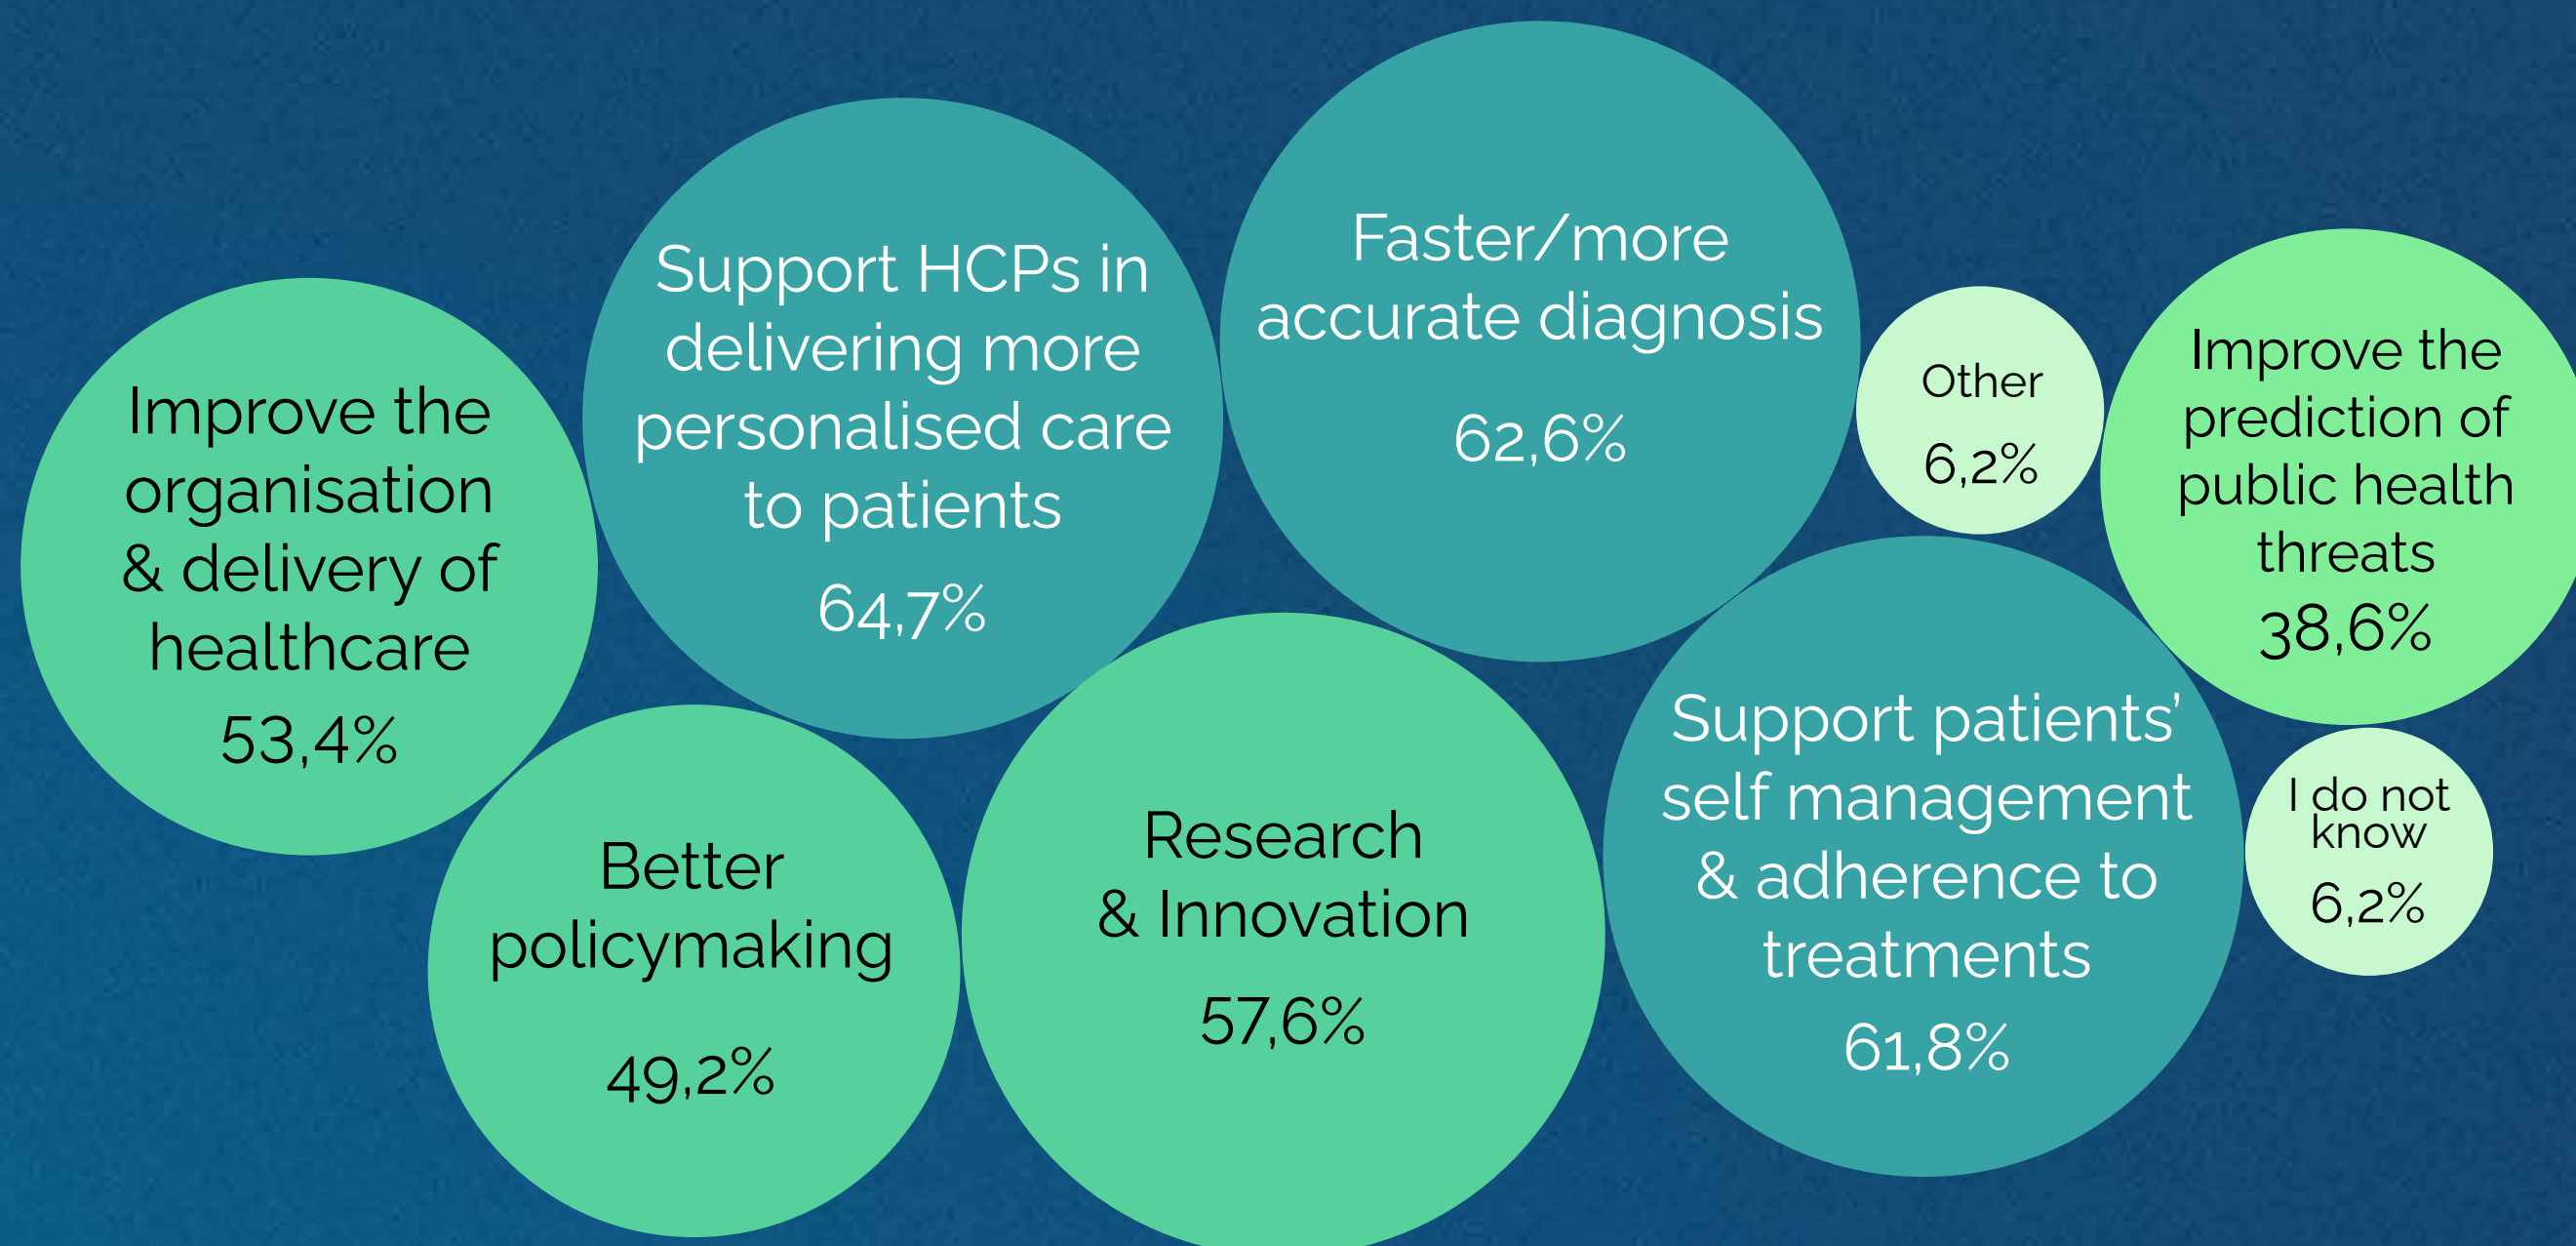 Improve the
organisation
& delivery of
healthcare
53,4%
Support HCPs in
delivering more
personalised care
to patients
64,7%
Faster/more
accurate diagnosis
62,6%
Other
6,2%
Improve the
prediction of
public health
threats
38,6%
Better
policymaking
49,2%
Research
& Innovation
57,6%
Support patients’
self management
& adherence to
treatments
61,8%
I do not
know
6,2%